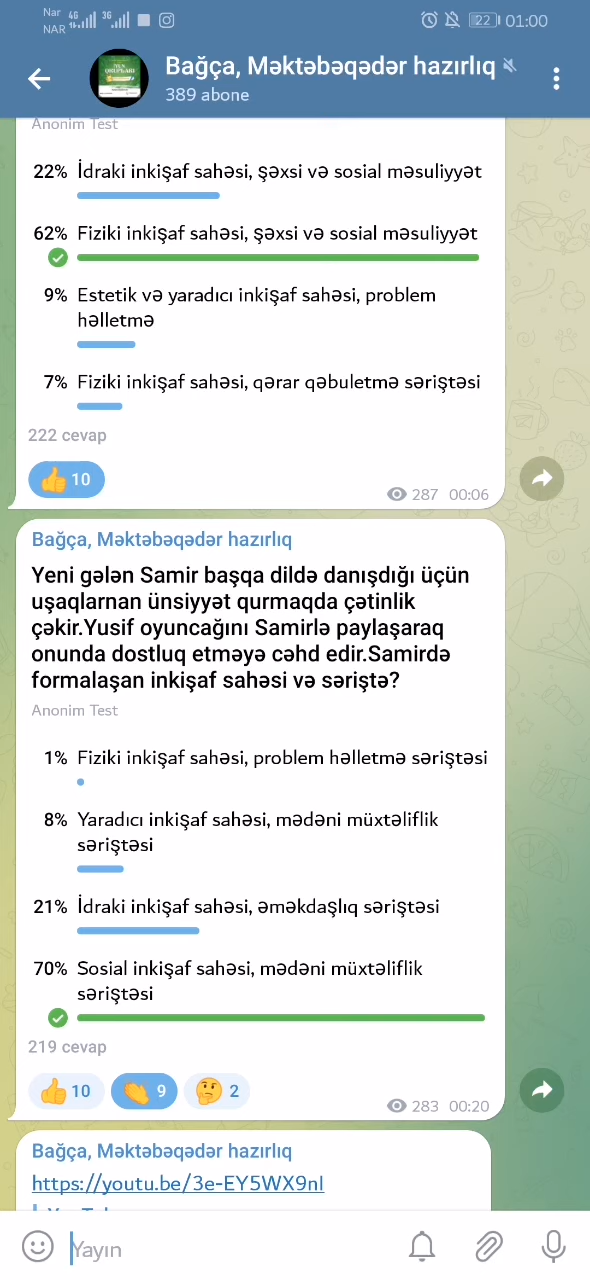 Nar
NAR
4G
3G
22
01:00
Bağça, Məktəbəqədər hazırlıq
389 abone
Anonim Test
22% İdraki inkişaf sahəsi, şəxsi və sosial məsuliyyət
62% Fiziki inkişaf sahəsi, şəxsi və sosial məsuliyyət
9% Estetik və yaradıcı inkişaf sahəsi, problem
həlletmə
7% Fiziki inkişaf sahəsi, qərar qəbuletmə səriştəsi
222 cevap
10
287 00:06
Bağça, Məktəbəqədər hazırlıq
Yeni gələn Samir başqa dildə danışdığı üçün
uşaqlarnan ünsiyyət qurmaqda çətinlik
çəkir.Yusif oyuncağını Samirlə paylaşaraq
onunda dostluq etməyə cəhd edir.Samirdə
formalaşan inkişaf sahəsi və səriştə?
Anonim Test
1% Fiziki inkişaf sahəsi, problem həlletmə səriştəsi
8% Yaradıcı inkişaf sahəsi, mədəni müxtəliflik
səriştəsi
21% İdraki inkişaf sahəsi, əməkdaşlıq səriştəsi
70% Sosial inkişaf sahəsi, mədəni müxtəliflik
səriştəsi
219 cevap
10 9 2
283 00:20
Bağça, Məktəbəqədər hazırlıq
https://youtu.be/3e-EY5WX9nI
Yayın